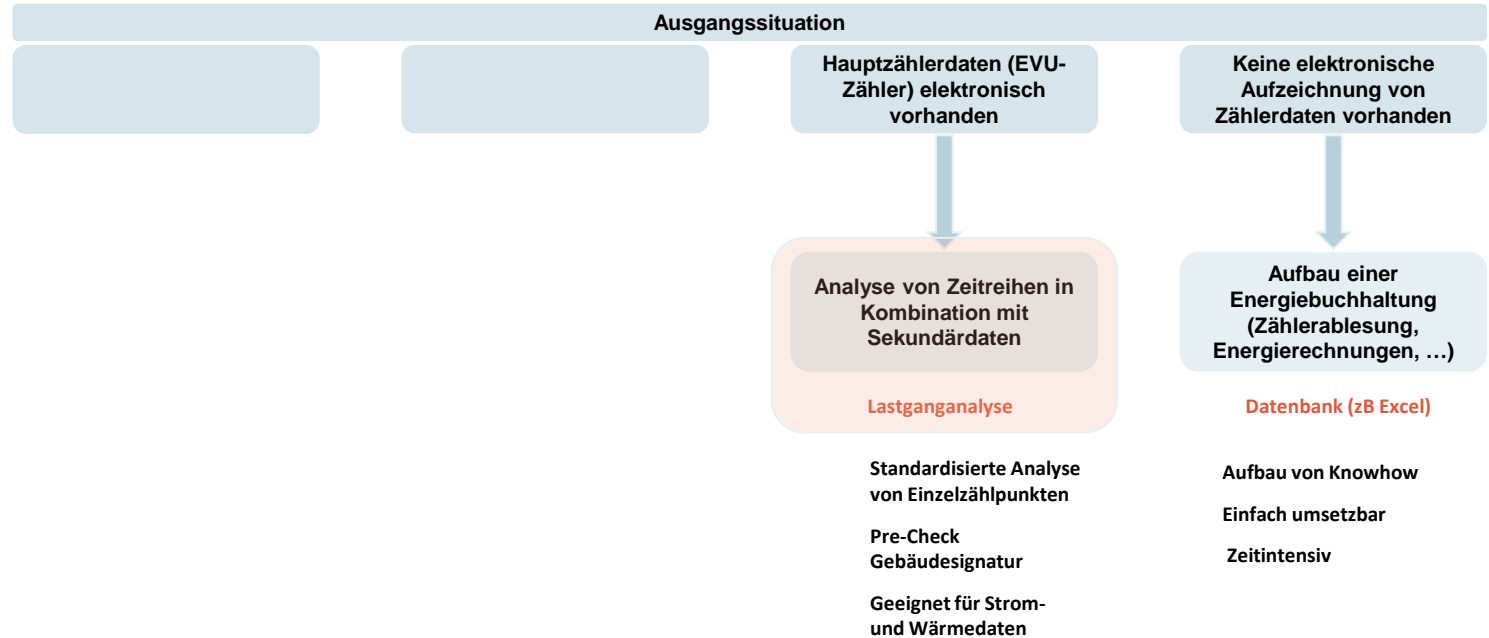 Ausgangssituation
Hauptzählerdaten (EVU-
Zähler) elektronisch
vorhanden
Keine elektronische
Aufzeichnung von
Zählerdaten vorhanden
Analyse von Zeitreihen in
Kombination mit
Sekundärdaten
Lastganganalyse
Aufbau einer
Energiebuchhaltung
(Zählerablesung,
Energierechnungen, …)
Datenbank (zB Excel)
Standardisierte Analyse
von Einzelzählpunkten
Pre-Check
Gebäudesignatur
Geeignet für Strom-
und Wärmedaten
Aufbau von Knowhow
Einfach umsetzbar
Zeitintensiv